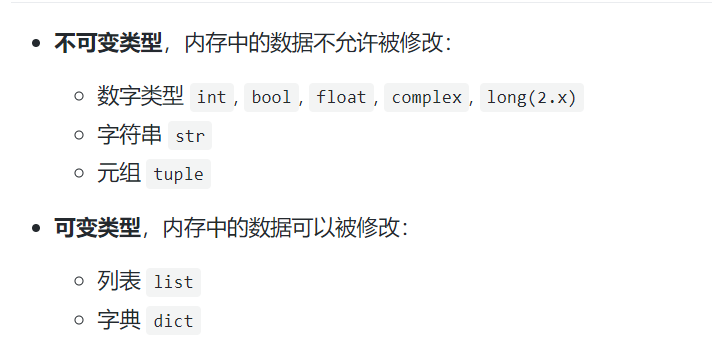 不可变类型，内存中的数据不允许被修改：
数字类型 int, bool, float, complex, long(2.x)
字符串 str
元组 tuple
可变类型，内存中的数据可以被修改：
列表 list
字典 dict